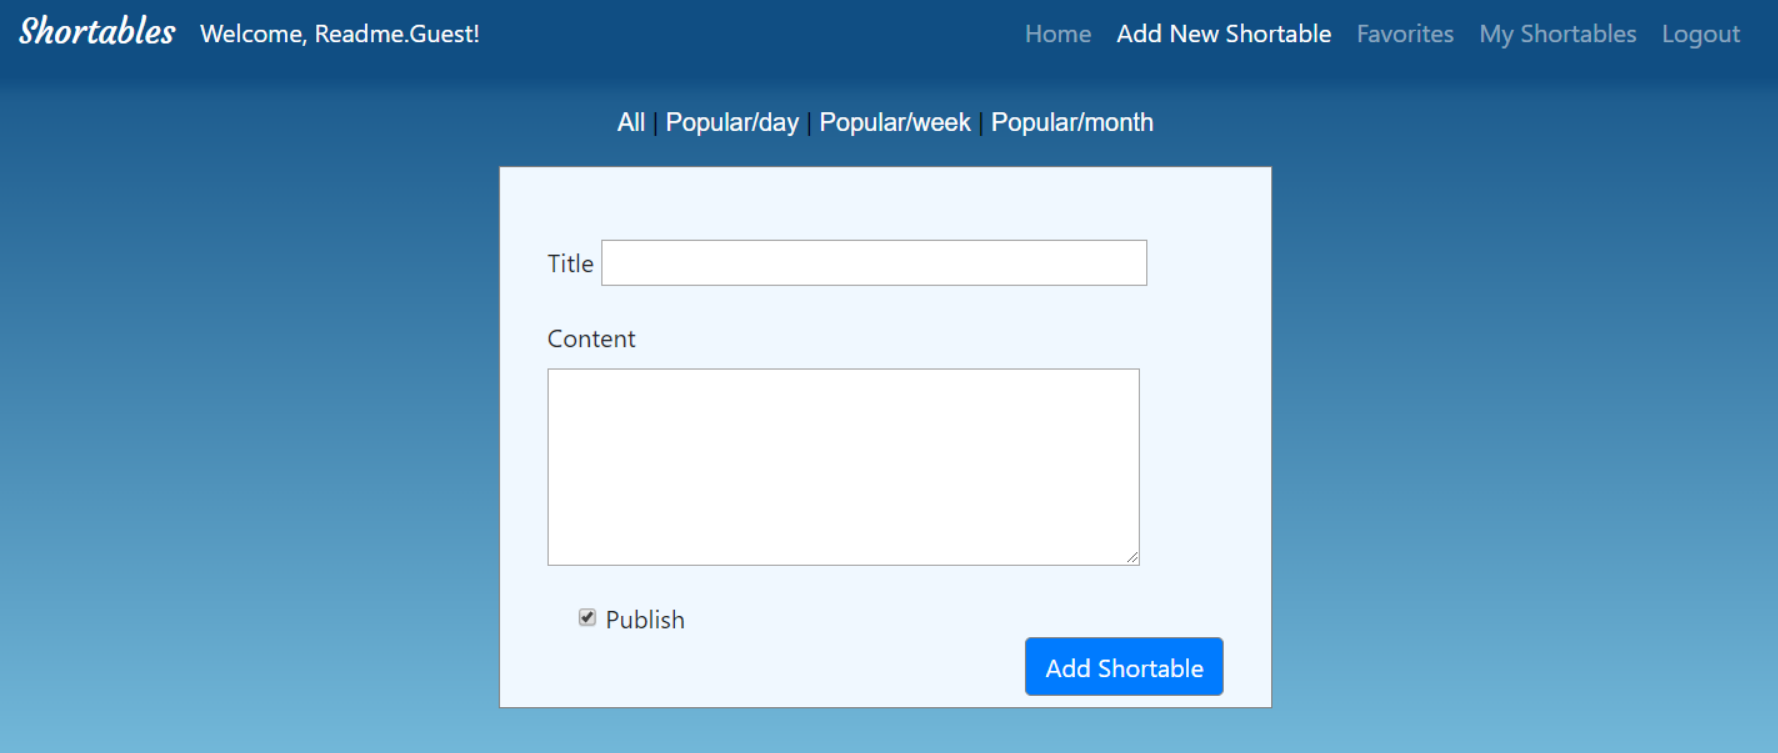 Shortables Welcome, Readme.Guest! Home Add New Shortable Favorites My Shortables Logout
All | Popular/day | Popular/week | Popular/month
Title
Content
Publish
Add Shortable